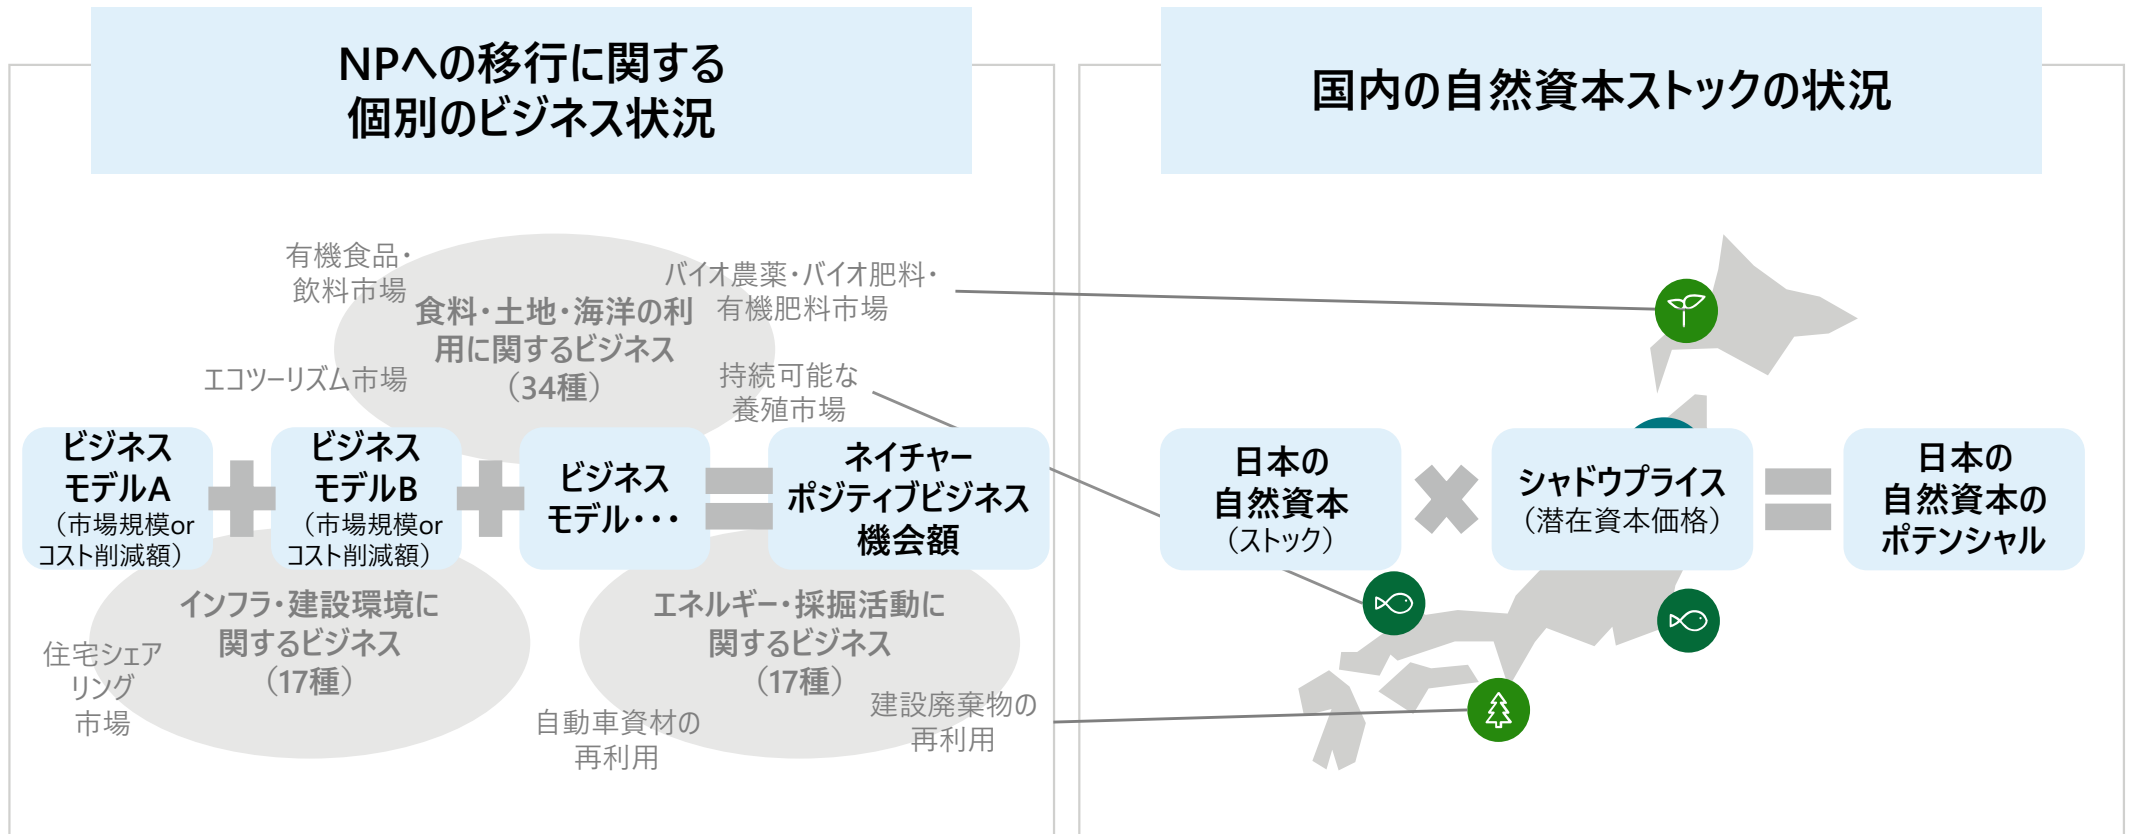 NPへの移行に関する
個別のビジネス状況
有機食品・
飲料市場
バイオ農薬・バイオ肥料・
有機肥料市場
食料・土地・海洋の利
用に関するビジネス
（34種）
エコツーリズム市場
持続可能な
養殖市場
ビジネス
モデルA
（市場規模or
コスト削減額）
ビジネス
モデルB
（市場規模or
コスト削減額）
ビジネス
モデル・・・
ネイチャー
ポジティブビジネス
機会額
インフラ・建設環境に
関するビジネス
（17種）
エネルギー・採掘活動に
関するビジネス
（17種）
住宅シェア
リング
市場
自動車資材の
再利用
建設廃棄物の
再利用
国内の自然資本ストックの状況
日本の
自然資本
（ストック）
シャドウプライス
（潜在資本価格）
日本の
自然資本の
ポテンシャル